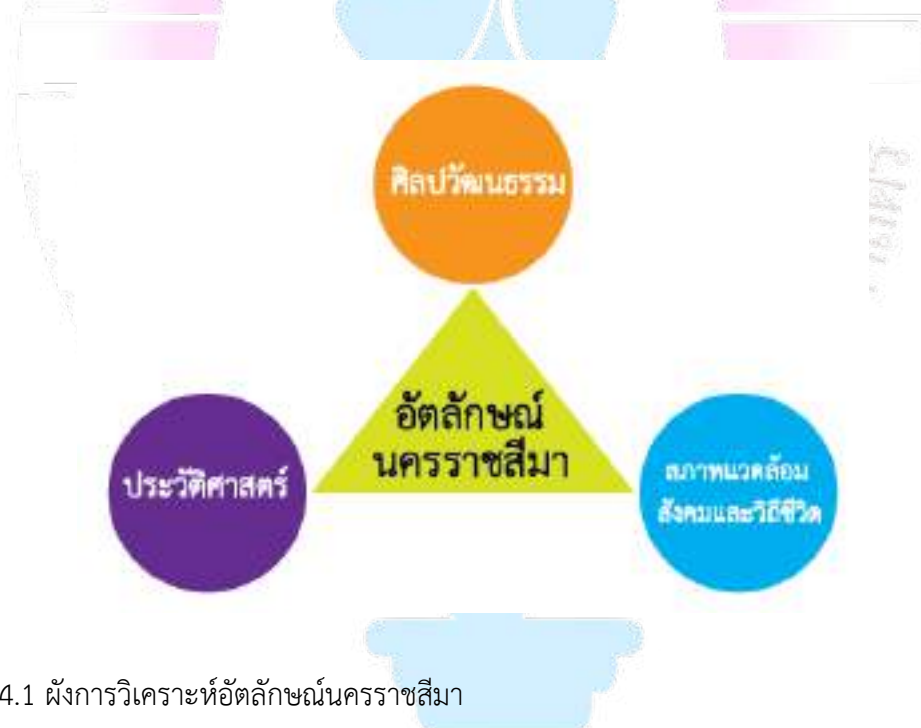 ศิลปวัฒนธรรม
อัตลักษณ์
นครราชสีมา
ประวัติศาสตร์
สภาพแวดล้อม
สังคมและวิถีชีวิต
4.1 ผังการวิเคราะห์อัตลักษณ์นครราชสีมา